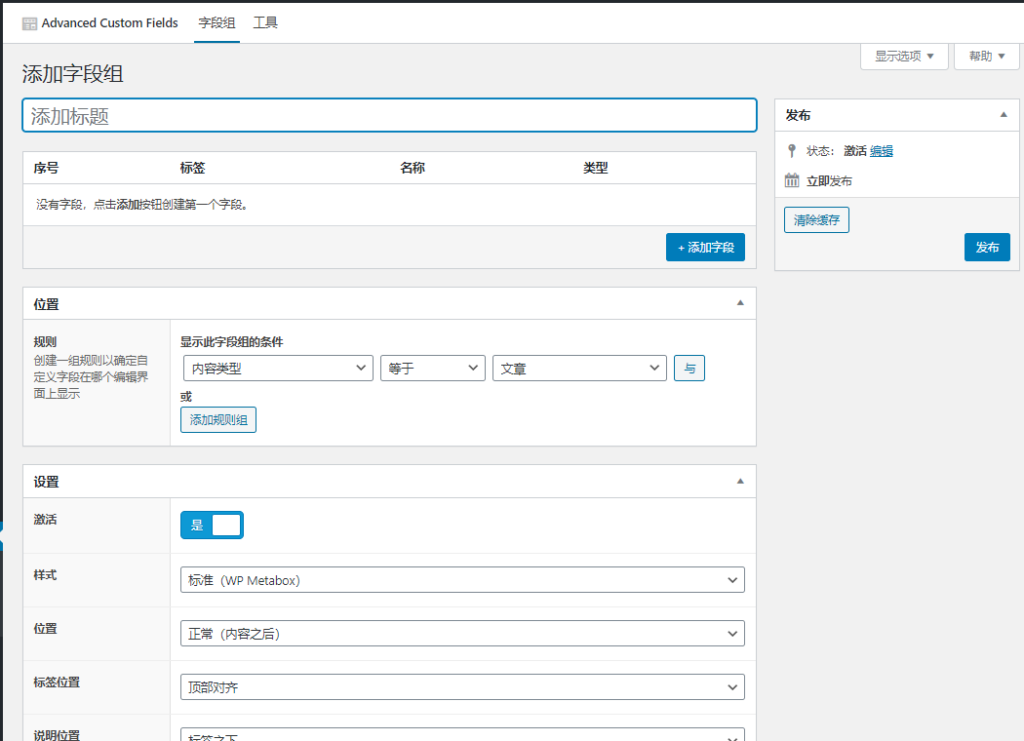 Advanced Custom Fields 字段组 工具
显示选项 帮助
添加字段组
添加标题
序号 标签 名称 类型
没有字段，点击添加按钮创建第一个字段。
+ 添加字段
发布
状态： 激活 编辑
立即发布
清除缓存
发布
位置
规则
创建一组规则以确定自
定义字段在哪个编辑界
面上显示
显示此字段组的条件
内容类型 等于 文章 与
或
添加规则组
设置
激活 是
样式 标准（WP Metabox）
位置 正常（内容之后）
标签位置 顶部对齐
说明位置 标签之下